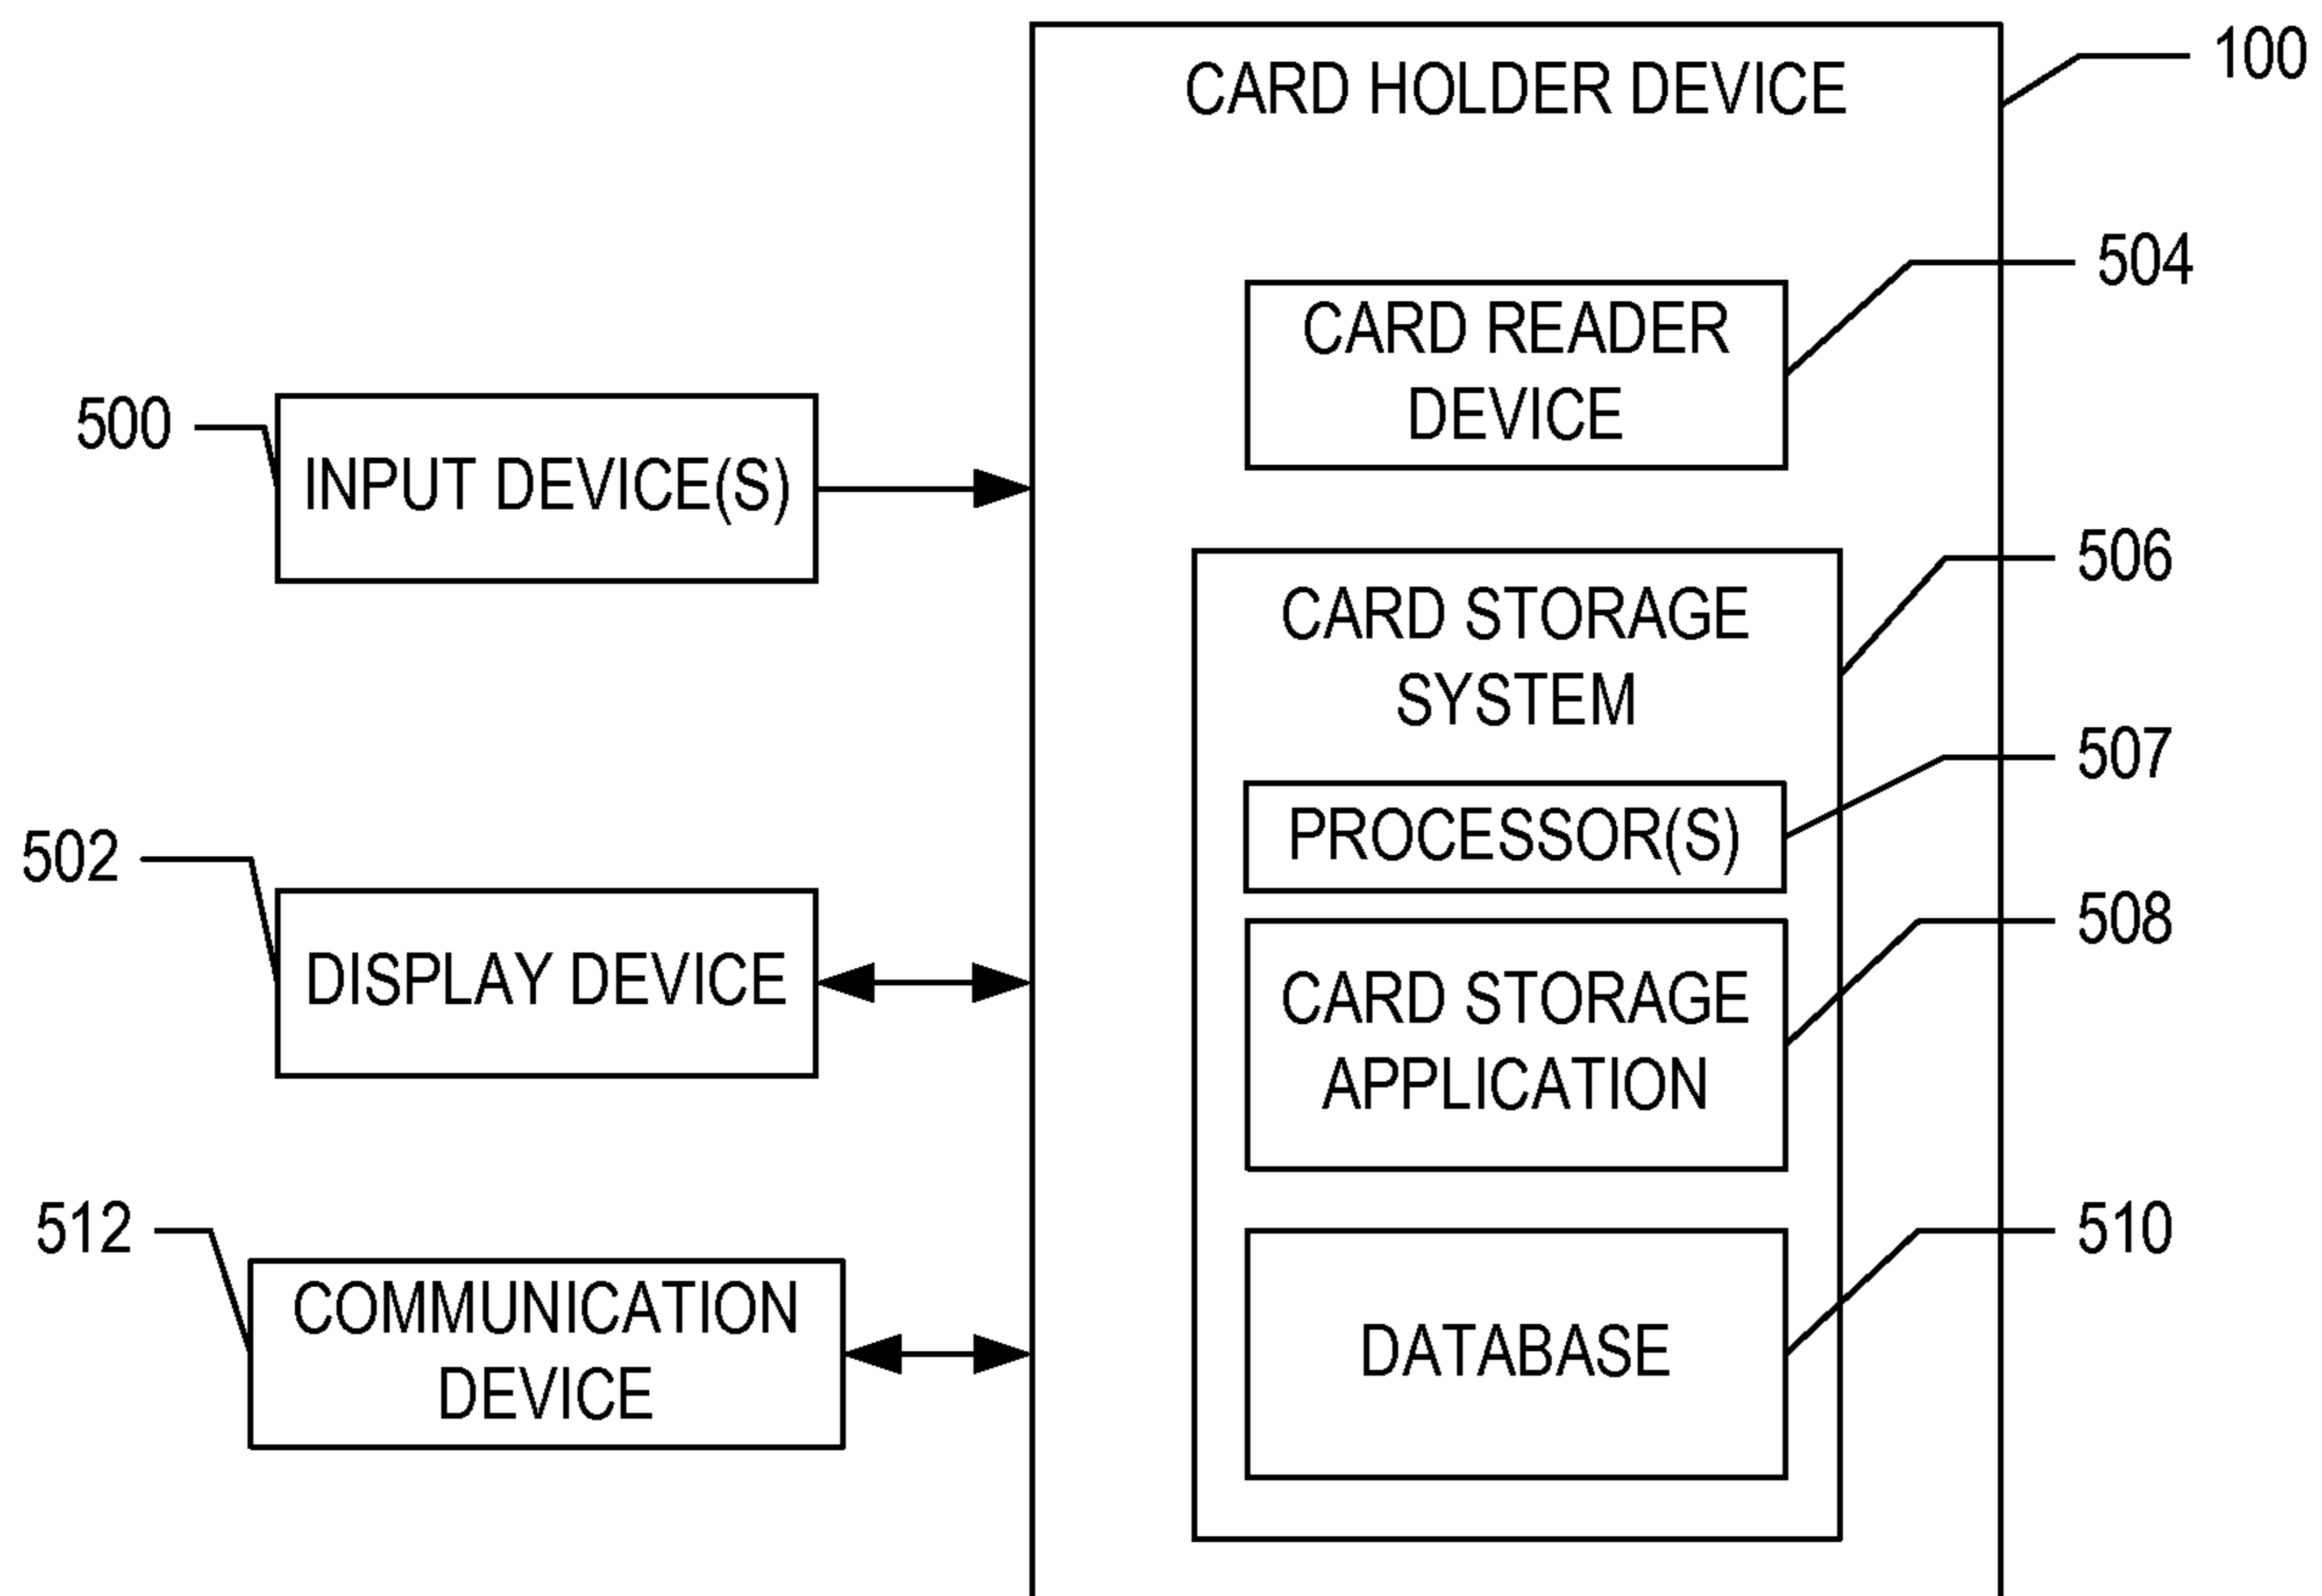 CARD HOLDER DEVICE
100
CARD READER
DEVICE
504
500
INPUT DEVICE(S)
CARD STORAGE
SYSTEM
506
PROCESSOR(S)
507
502
DISPLAY DEVICE
CARD STORAGE
APPLICATION
508
512
COMMUNICATION
DEVICE
DATABASE
510